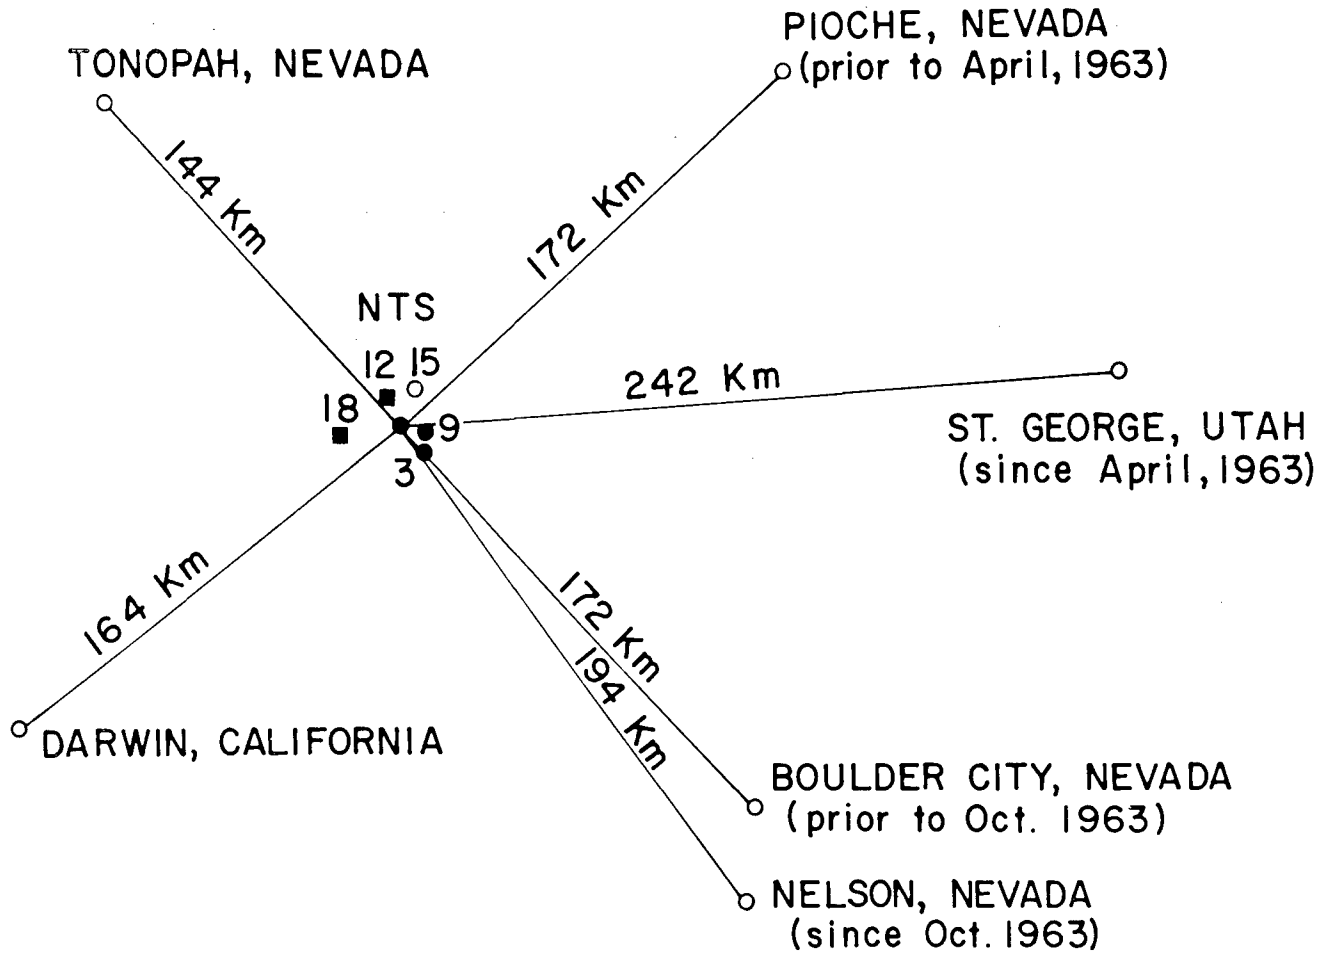 PIOCHE, NEVADA
(prior to April, 1963)
TONOPAH, NEVADA
144 Km
172 Km
NTS
12 15
18
242 Km
9
3
ST. GEORGE, UTAH
(since April, 1963)
164 Km
172 Km
194 Km
DARWIN, CALIFORNIA
BOULDER CITY, NEVADA
(prior to Oct. 1963)
NELSON, NEVADA
(since Oct. 1963)